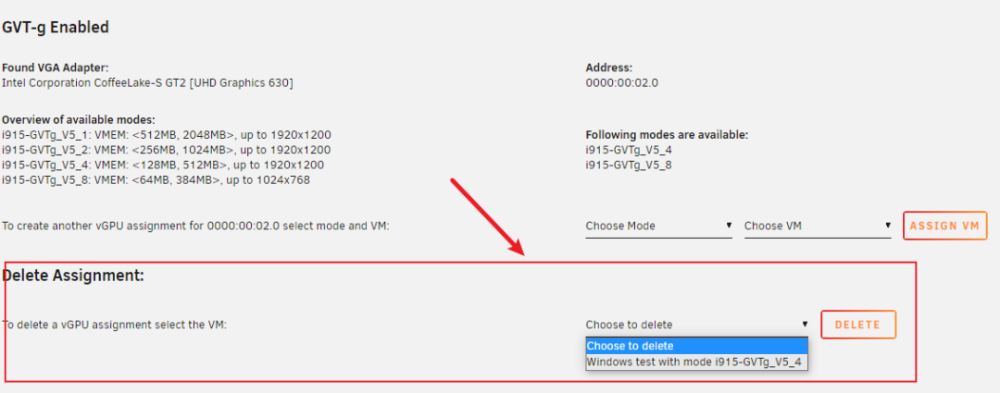 GVT-g Enabled
Found VGA Adapter:
Address:
Intel Corporation CoffeeLake-S GT2 [UHD Graphics 630]
0000:00:02.0
Overview of available modes:
i915-GVTg_V5_1: VMEM: <512MB, 2048MB>, up to 1920x1200
Following modes are available:
i915-GVTg_V5_2: VMEM: <256MB, 1024MB>, up to 1920x1200
i915-GVTg_V5_4
i915-GVTg_V5_4: VMEM: <128MB, 512MB>, up to 1920x1200
i915-GVTg_V5_8
i915-GVTg_V5_8: VMEM: <64MB, 384MB>, up to 1024x768
To create another vGPU assignment for 0000:00:02.0 select mode and VM:
Choose Mode
Choose VM
ASSIGN VM
Delete Assignment:
To delete a vGPU assignment select the VM:
Choose to delete
DELETE
Choose to delete
Windows test with mode i915-GVTg_V5_4